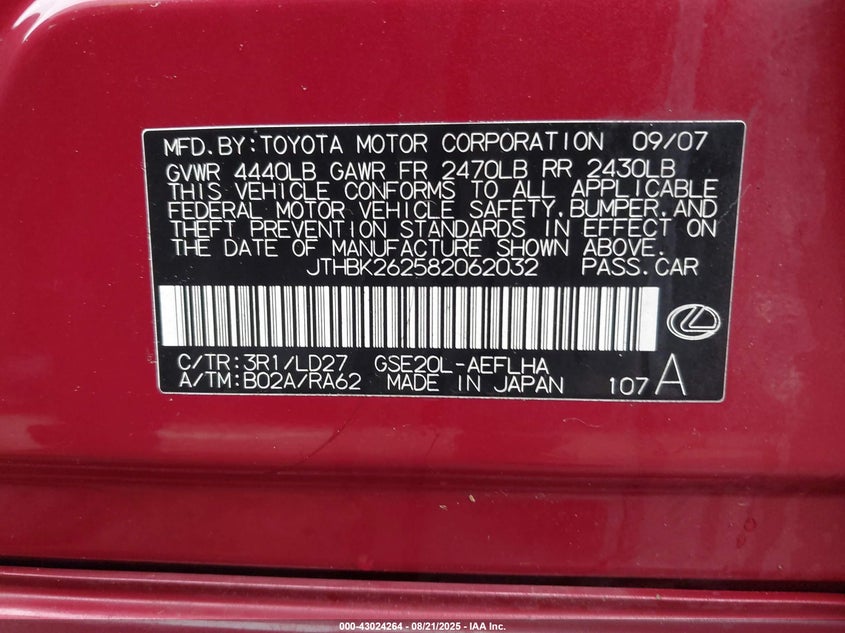 MFD.BY:TOYOTA MOTOR CORPORATION 09/07
GVWR 4440LB GAWR FR 2470LB RR 2430LB
THIS VEHICLE CONFORMS TO ALL APPLICABLE
FEDERAL MOTOR VEHICLE SAFETY,BUMPER,AND
THEFT PREVENTION STANDARDS IN EFFECT ON
THE DATE OF MANUFACTURE SHOWN ABOVE.
JTHBK262582062032 PASS.CAR
C/TR:3R1/LD27 GSE20L-AEFLHA
A/TM:B02A/RA62 MADE IN JAPAN 107 A
000-43024264 - 08/21/2025 - IAA Inc.